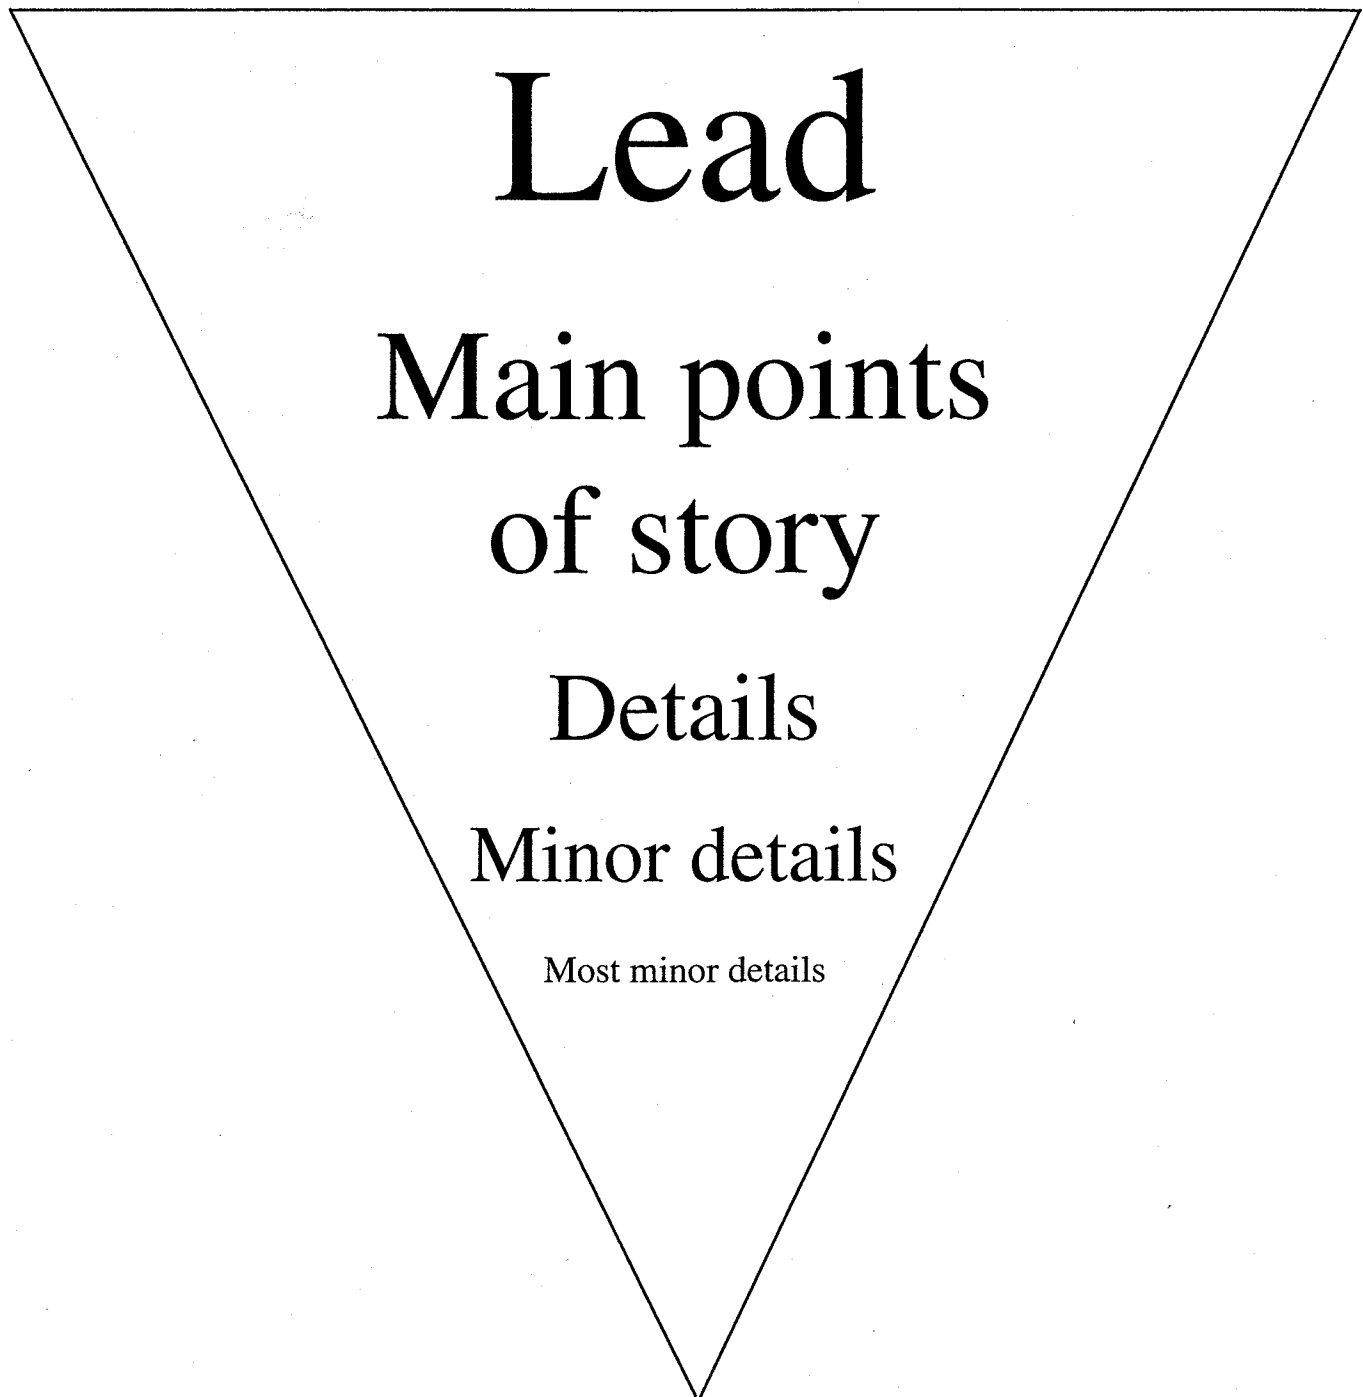 Lead
Main points
of story
Details
Minor details
Most minor details